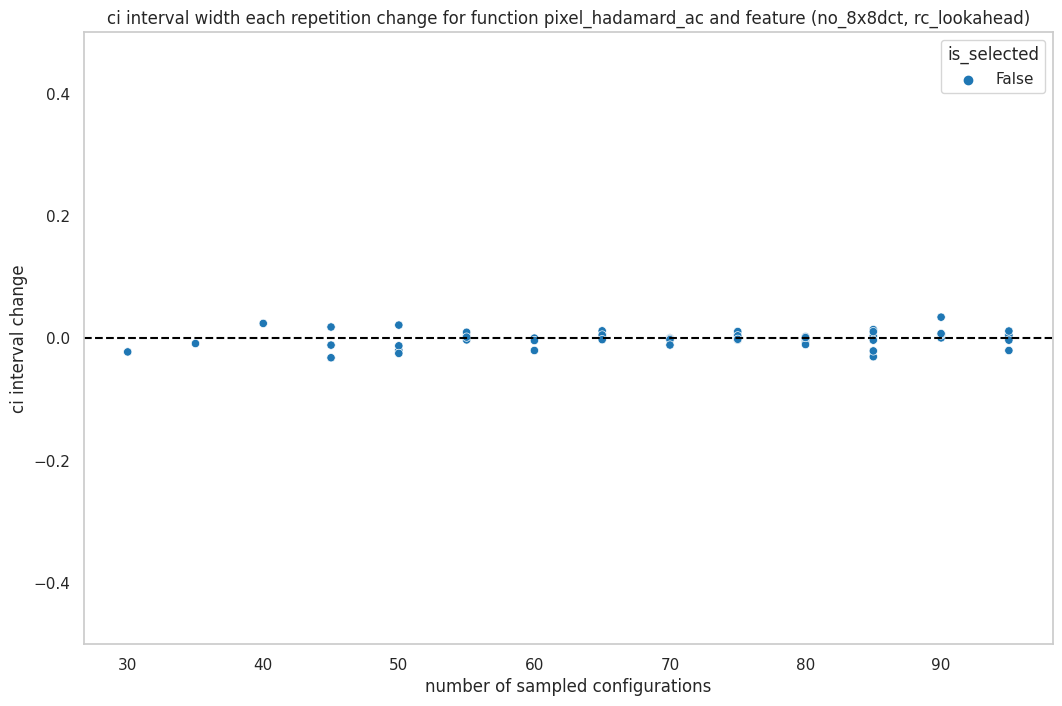 ci interval width each repetition change for function pixel_hadamard_ac and feature (no_8x8dct, rc_lookahead)
is_selected
False
0.4
0.2
0.0
−0.2
−0.4
ci interval change
30 40 50 60 70 80 90
number of sampled configurations